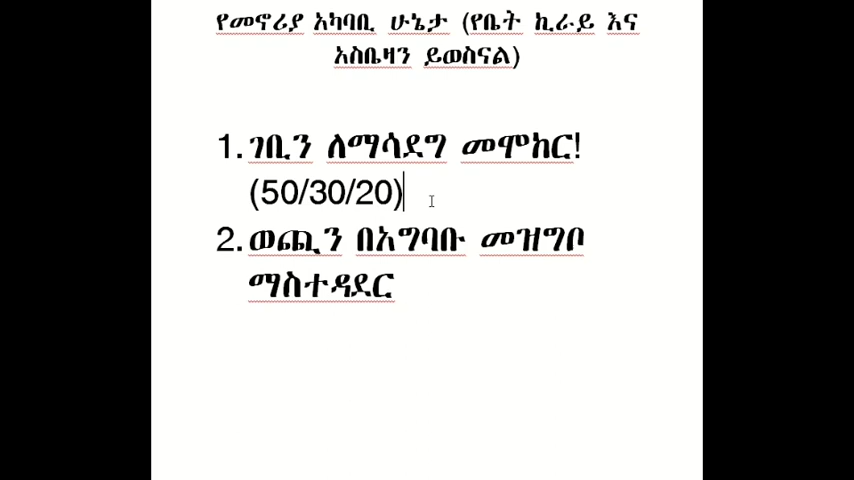 የመኖሪያ አካባቢ ሁኔታ (የቤት ኪራይ እና
አስቤዛን ይወስናል)
1. ገቢን ለማሳደግ መሞከር!
(50/30/20)
2. ወጪን በአግባቡ መዝግቦ
ማስተዳደር